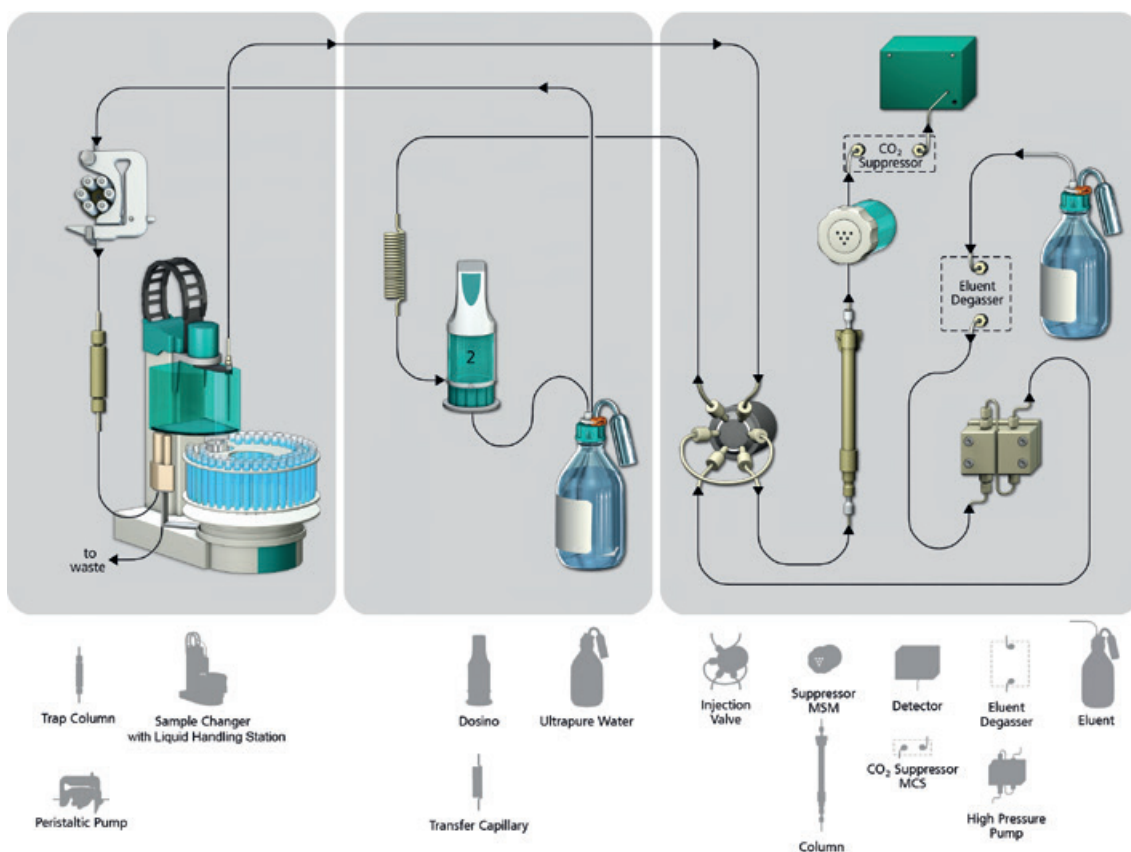 CO2
Suppressor
Eluent
Degasser
2
to
waste
Trap Column
Sample Changer
with Liquid Handling Station
Dosino
Ultrapure Water
Injection
Valve
Suppressor
MSM
Detector
Eluent
Degasser
Eluent
Peristaltic Pump
Transfer Capillary
CO2 Suppressor
MCS
High Pressure
Pump
Column